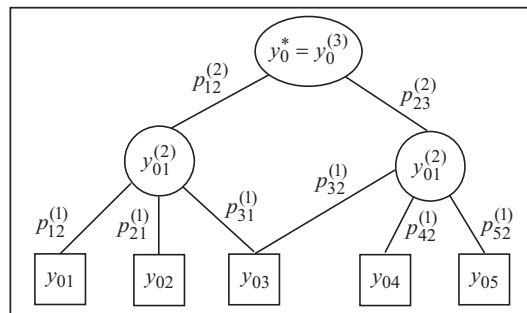 y_0^* = y_0^{(3)}
p_{12}^{(2)} p_{23}^{(2)}
y_{01}^{(2)} y_{01}^{(2)}
p_{12}^{(1)} p_{21}^{(1)} p_{31}^{(1)} p_{32}^{(1)} p_{42}^{(1)} p_{52}^{(1)}
y_{01} y_{02} y_{03} y_{04} y_{05}